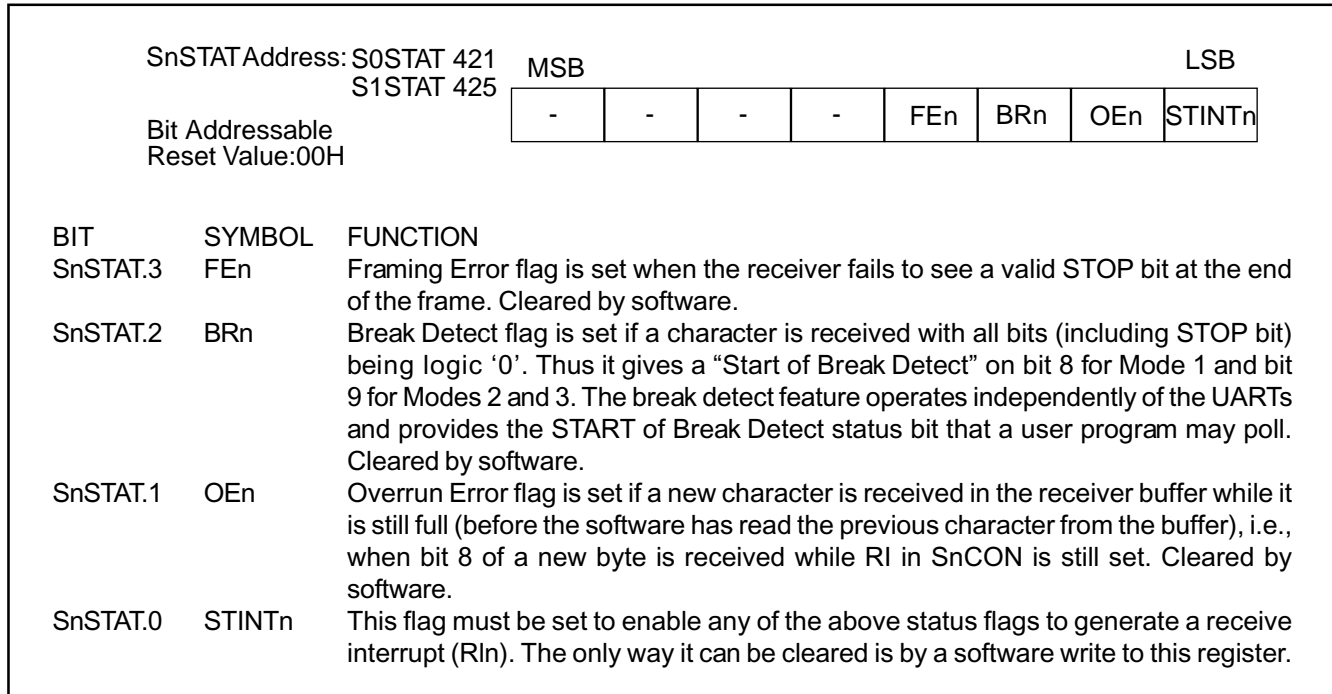 SnSTAT Address: S0STAT 421
S1STAT 425
MSB LSB
- - - - FEn BRn OEn STINTn
Bit Addressable
Reset Value:00H
BIT SYMBOL FUNCTION
SnSTAT.3 FEn Framing Error flag is set when the receiver fails to see a valid STOP bit at the end
of the frame. Cleared by software.
SnSTAT.2 BRn Break Detect flag is set if a character is received with all bits (including STOP bit)
being logic ‘0’. Thus it gives a “Start of Break Detect” on bit 8 for Mode 1 and bit
9 for Modes 2 and 3. The break detect feature operates independently of the UARTs
and provides the START of Break Detect status bit that a user program may poll.
Cleared by software.
SnSTAT.1 OEn Overrun Error flag is set if a new character is received in the receiver buffer while it
is still full (before the software has read the previous character from the buffer), i.e.,
when bit 8 of a new byte is received while RI in SnCON is still set. Cleared by
software.
SnSTAT.0 STINTn This flag must be set to enable any of the above status flags to generate a receive
interrupt (RIn). The only way it can be cleared is by a software write to this register.